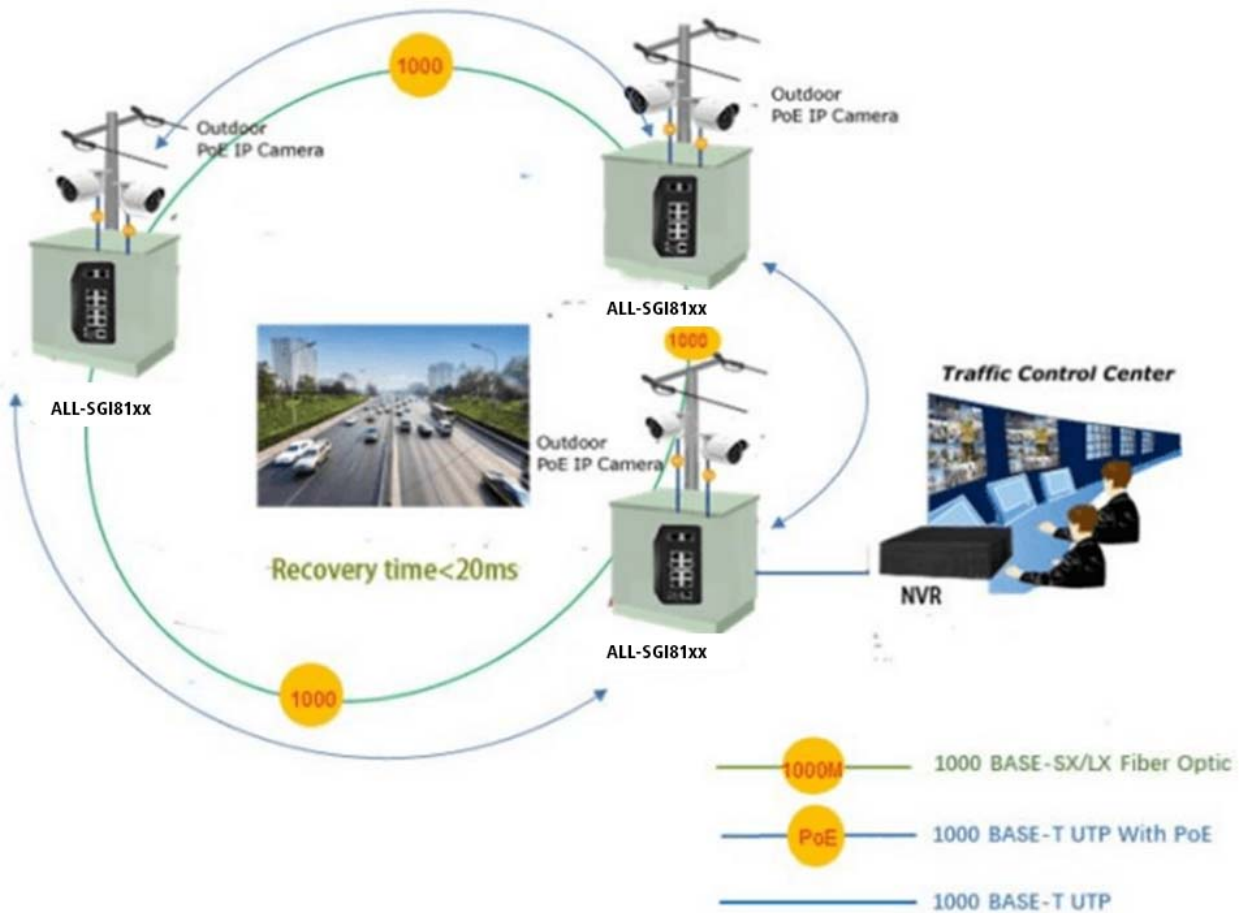 1000
Outdoor
PoE IP Camera
Outdoor
PoE IP Camera
ALL-SGI81xx
1000
Traffic Control Center
ALL-SGI81xx
Outdoor
PoE IP Camera
Recovery time<20ms
NVR
ALL-SGI81xx
1000
1000M
1000 BASE-SX/LX Fiber Optic
PoE
1000 BASE-T UTP With PoE
1000 BASE-T UTP